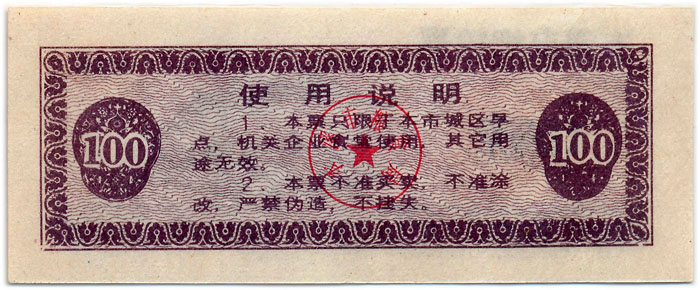 使用说明
1、本票只限于本市城区早
点，机关企业食堂使用，其它用
途无效。
2、本票不准买卖，不准涂
改，严禁伪造，不挂失。
100
100